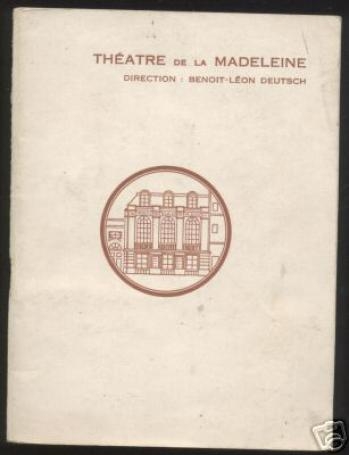 THÉATRE DE LA MADELEINE
DIRECTION : BENOIT-LÉON DEUTSCH